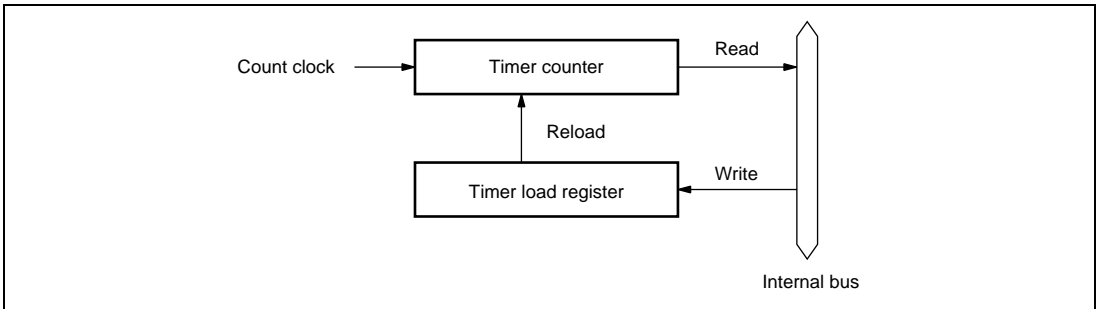 Count clock
Timer counter
Read
Reload
Timer load register
Write
Internal bus